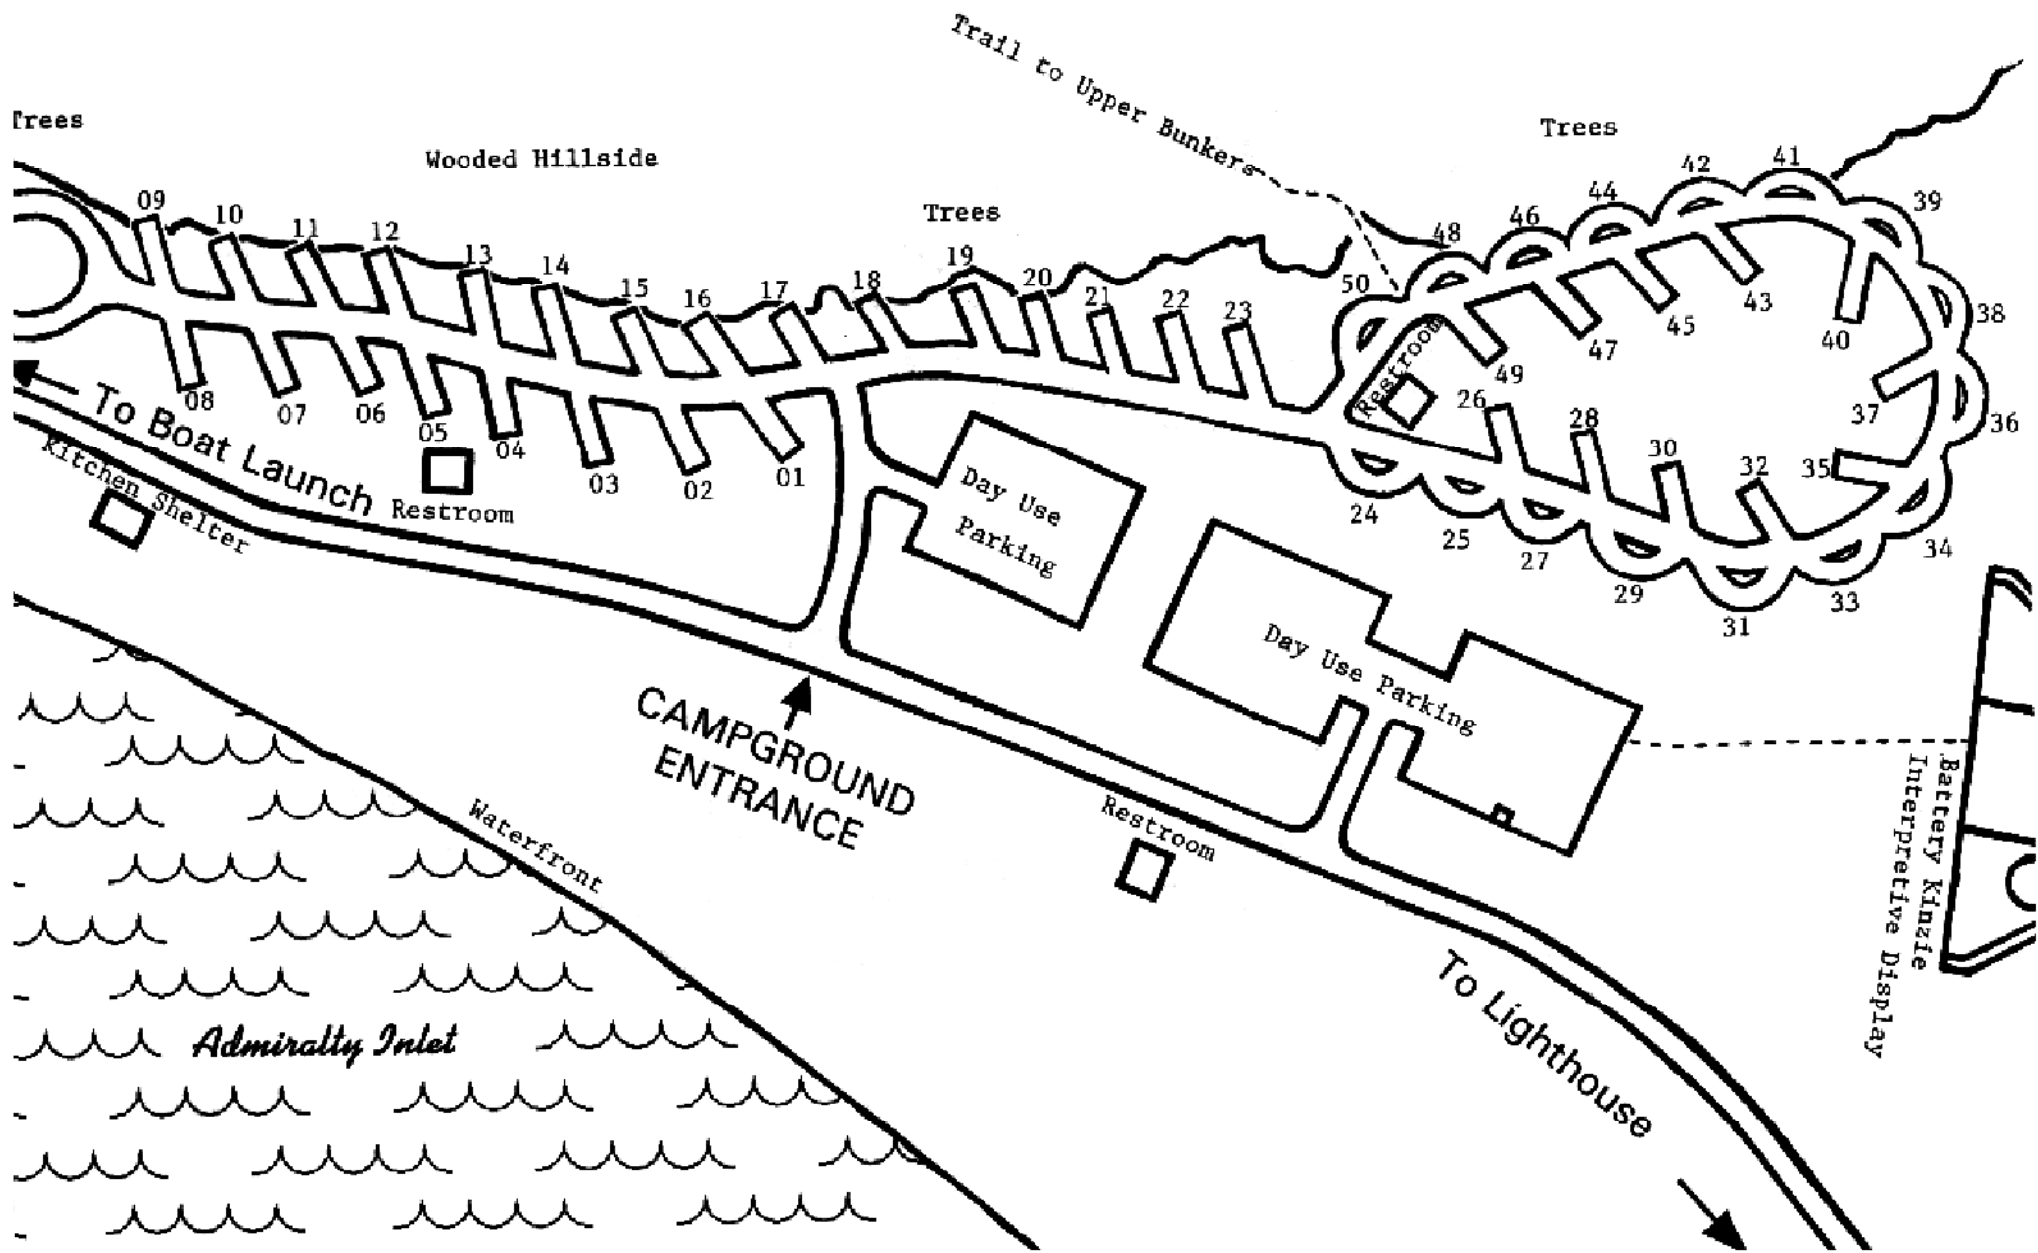 Trail to Upper Bunkers
Trees
Trees
Wooded Hillside
Trees
09
10
11
12
13
14
15
16
17
18
19
20
21
22
23
50
48
46
44
42
41
39
38
36
34
33
31
29
27
25
24
49
47
45
43
40
37
35
32
30
28
26
Restroom
08
07
06
05
04
03
02
01
To Boat Launch
Kitchen Shelter
Restroom
Day Use
Parking
Day Use Parking
CAMPGROUND
ENTRANCE
Restroom
Waterfront
Battery Kinzie
Interpretive Display
To Lighthouse
Admiralty Inlet